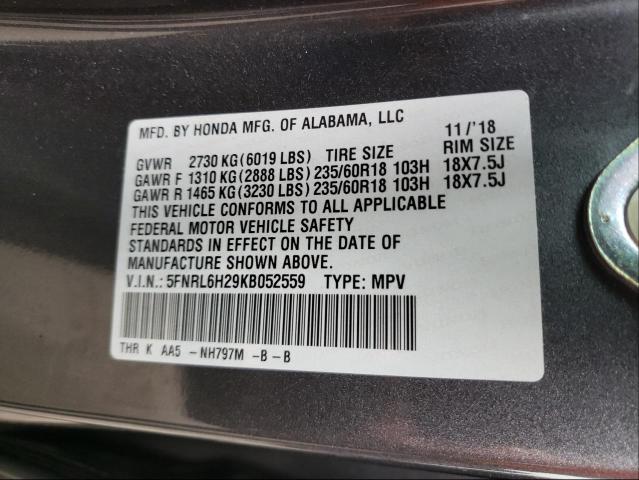 MFD. BY HONDA MFG. OF ALABAMA, LLC 11/'18
GVWR 2730 KG (6019 LBS) TIRE SIZE RIM SIZE
GAWR F 1310 KG (2888 LBS) 235/60R18 103H 18X7.5J
GAWR R 1465 KG (3230 LBS) 235/60R18 103H 18X7.5J
THIS VEHICLE CONFORMS TO ALL APPLICABLE
FEDERAL MOTOR VEHICLE SAFETY
STANDARDS IN EFFECT ON THE DATE OF
MANUFACTURE SHOWN ABOVE.
V.I.N.: 5FNRL6H29KB052559 TYPE: MPV
THR K AA5 -NH797M -B -B